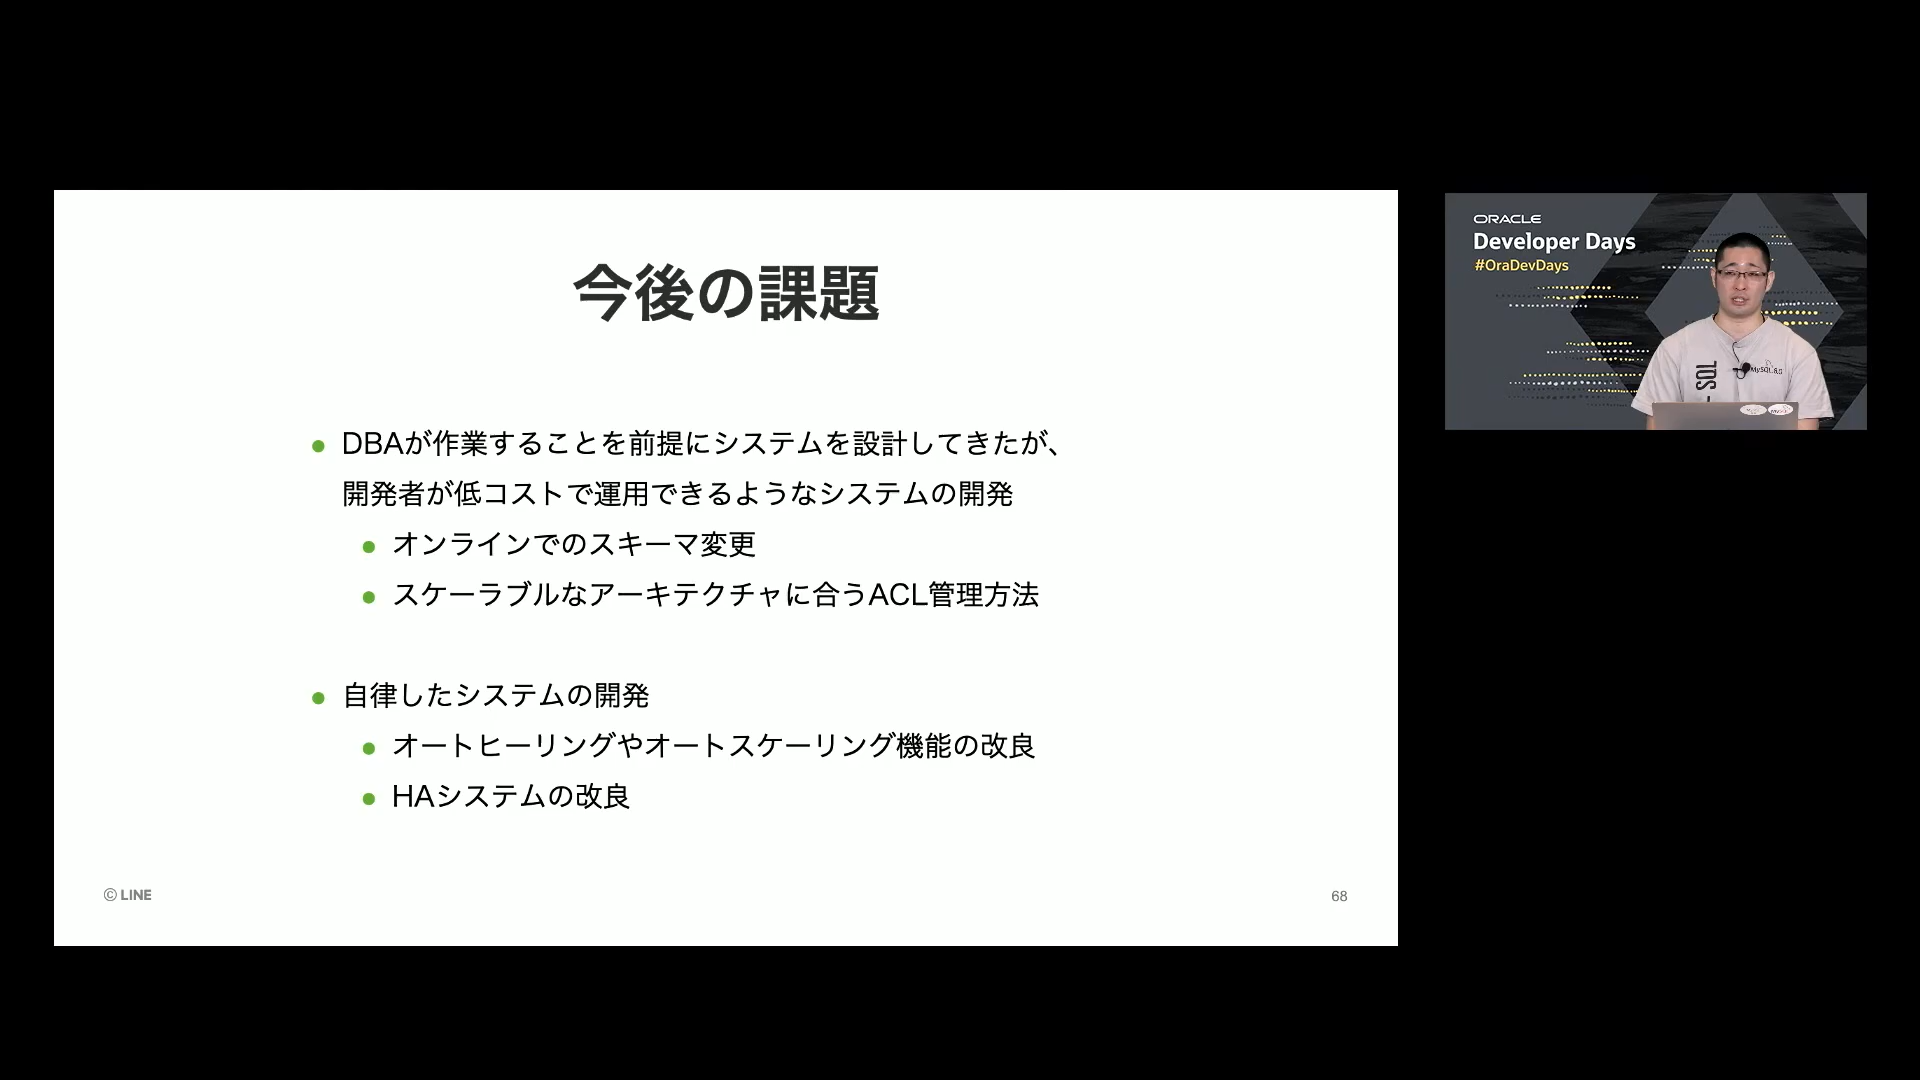 今後の課題
DBAが作業することを前提にシステムを設計してきたが、
開発者が低コストで運用できるようなシステムの開発
オンラインでのスキーマ変更
スケーラブルなアーキテクチャに合うACL管理方法
自律したシステムの開発
オートヒーリングやオートスケーリング機能の改良
HAシステムの改良
© LINE
68
ORACLE
Developer Days
#OraDevDays
SQL